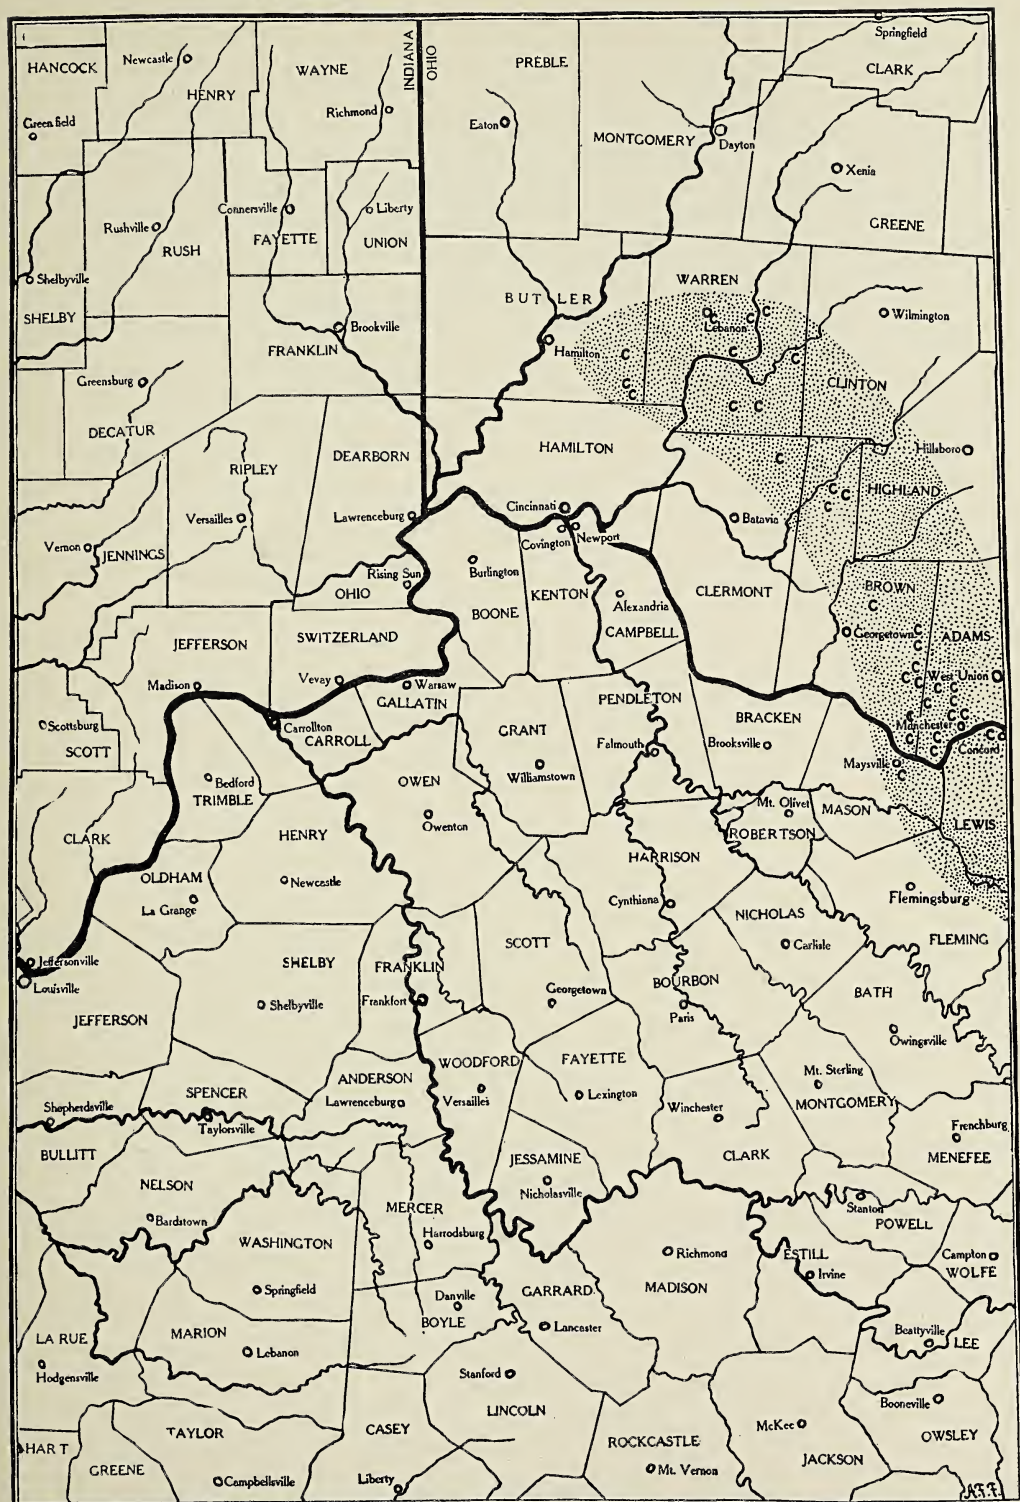 INDIANA
OHIO
HANCOCK
Newcastle
HENRY
WAYNE
PREBLE
Springfield
CLARK
Greenfield
Richmond
Eaton
MONTGOMERY
Dayton
Xenia
Connersville
Liberty
Rushville
RUSH
FAYETTE
UNION
GREENE
Shelbyville
SHELBY
BUTLER
WARREN
Brookville
FRANKLIN
Hamilton
C
C
C
C
C
Lebanon
C
C
Wilmington
C
C
Greensburg
CLINTON
C
C
DECATUR
RIPLEY
DEARBORN
HAMILTON
Hillsboro
C
C
C
C
HIGHLAND
Versailles
Lawrenceburg
Cincinnati
Batavia
Vernon
JENNINGS
Covington
Newport
Rising Sun
OHIO
Burlington
BOONE
KENTON
Alexandria
CAMPBELL
CLERMONT
BROWN
C
JEFFERSON
SWITZERLAND
Georgetown
C
C
ADAMS
Madison
Vevay
Warsaw
GALLATIN
PENDLETON
C
C
C
C
West Union
C
C
C
Scottsburg
SCOTT
Carrollton
CARROLL
GRANT
Falmouth
BRACKEN
Brooksville
C
C
C
Manchester
C
C
C
C
C
C
Concord
Maysville
C
Bedford
TRIMBLE
OWEN
Williamstown
CLARK
HENRY
Owenton
Mt. Olivet
ROBERTSON
MASON
LEWIS
OLDHAM
La Grange
Newcastle
HARRISON
Cynthiana
Flemingsburg
NICHOLAS
Carlisle
FLEMING
Jeffersonville
Louisville
SHELBY
Shelbyville
FRANKLIN
Frankfort
SCOTT
Georgetown
BOURBON
Paris
BATH
Owingsville
JEFFERSON
WOODFORD
Versailles
FAYETTE
Lexington
Mt. Sterling
MONTGOMERY
SPENCER
Taylorsville
ANDERSON
Lawrenceburg
Winchester
Shepherdsville
BULLITT
Frenchburg
MENEFEE
JESSAMINE
Nicholasville
CLARK
NELSON
Bardstown
MERCER
Harrodsburg
Stanton
POWELL
WASHINGTON
Springfield
Richmond
MADISON
ESTILL
Irvine
Campton
WOLFE
GARRARD
Lancaster
Danville
BOYLE
LA RUE
Hodgensville
MARION
Lebanon
Beattyville
LEE
Stanford
LINCOLN
Booneville
OWSLEY
HART
TAYLOR
CASEY
ROCKCASTLE
McKee
JACKSON
GREENE
Campbellsville
Liberty
Mt. Vernon
A.F.F.